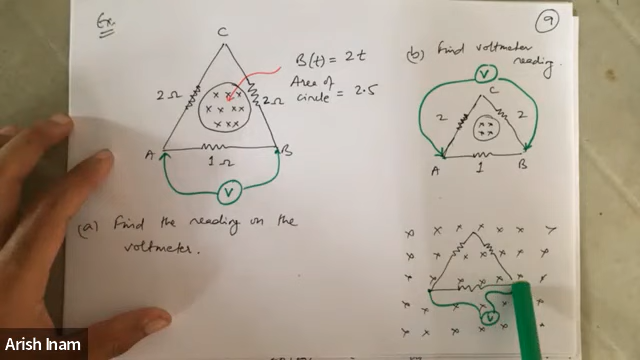 Ex.
9
C
B(t) = 2t
Area of
circle = 2.5
2Ω
2Ω
x x x
x x x x
x x x
A
B
1 Ω
V
(a) Find the reading on the
voltmeter.
(b) Find voltmeter
reading.
V
C
2
2
x x
x x
A
1
B
x x x x x x
V
Arish Inam